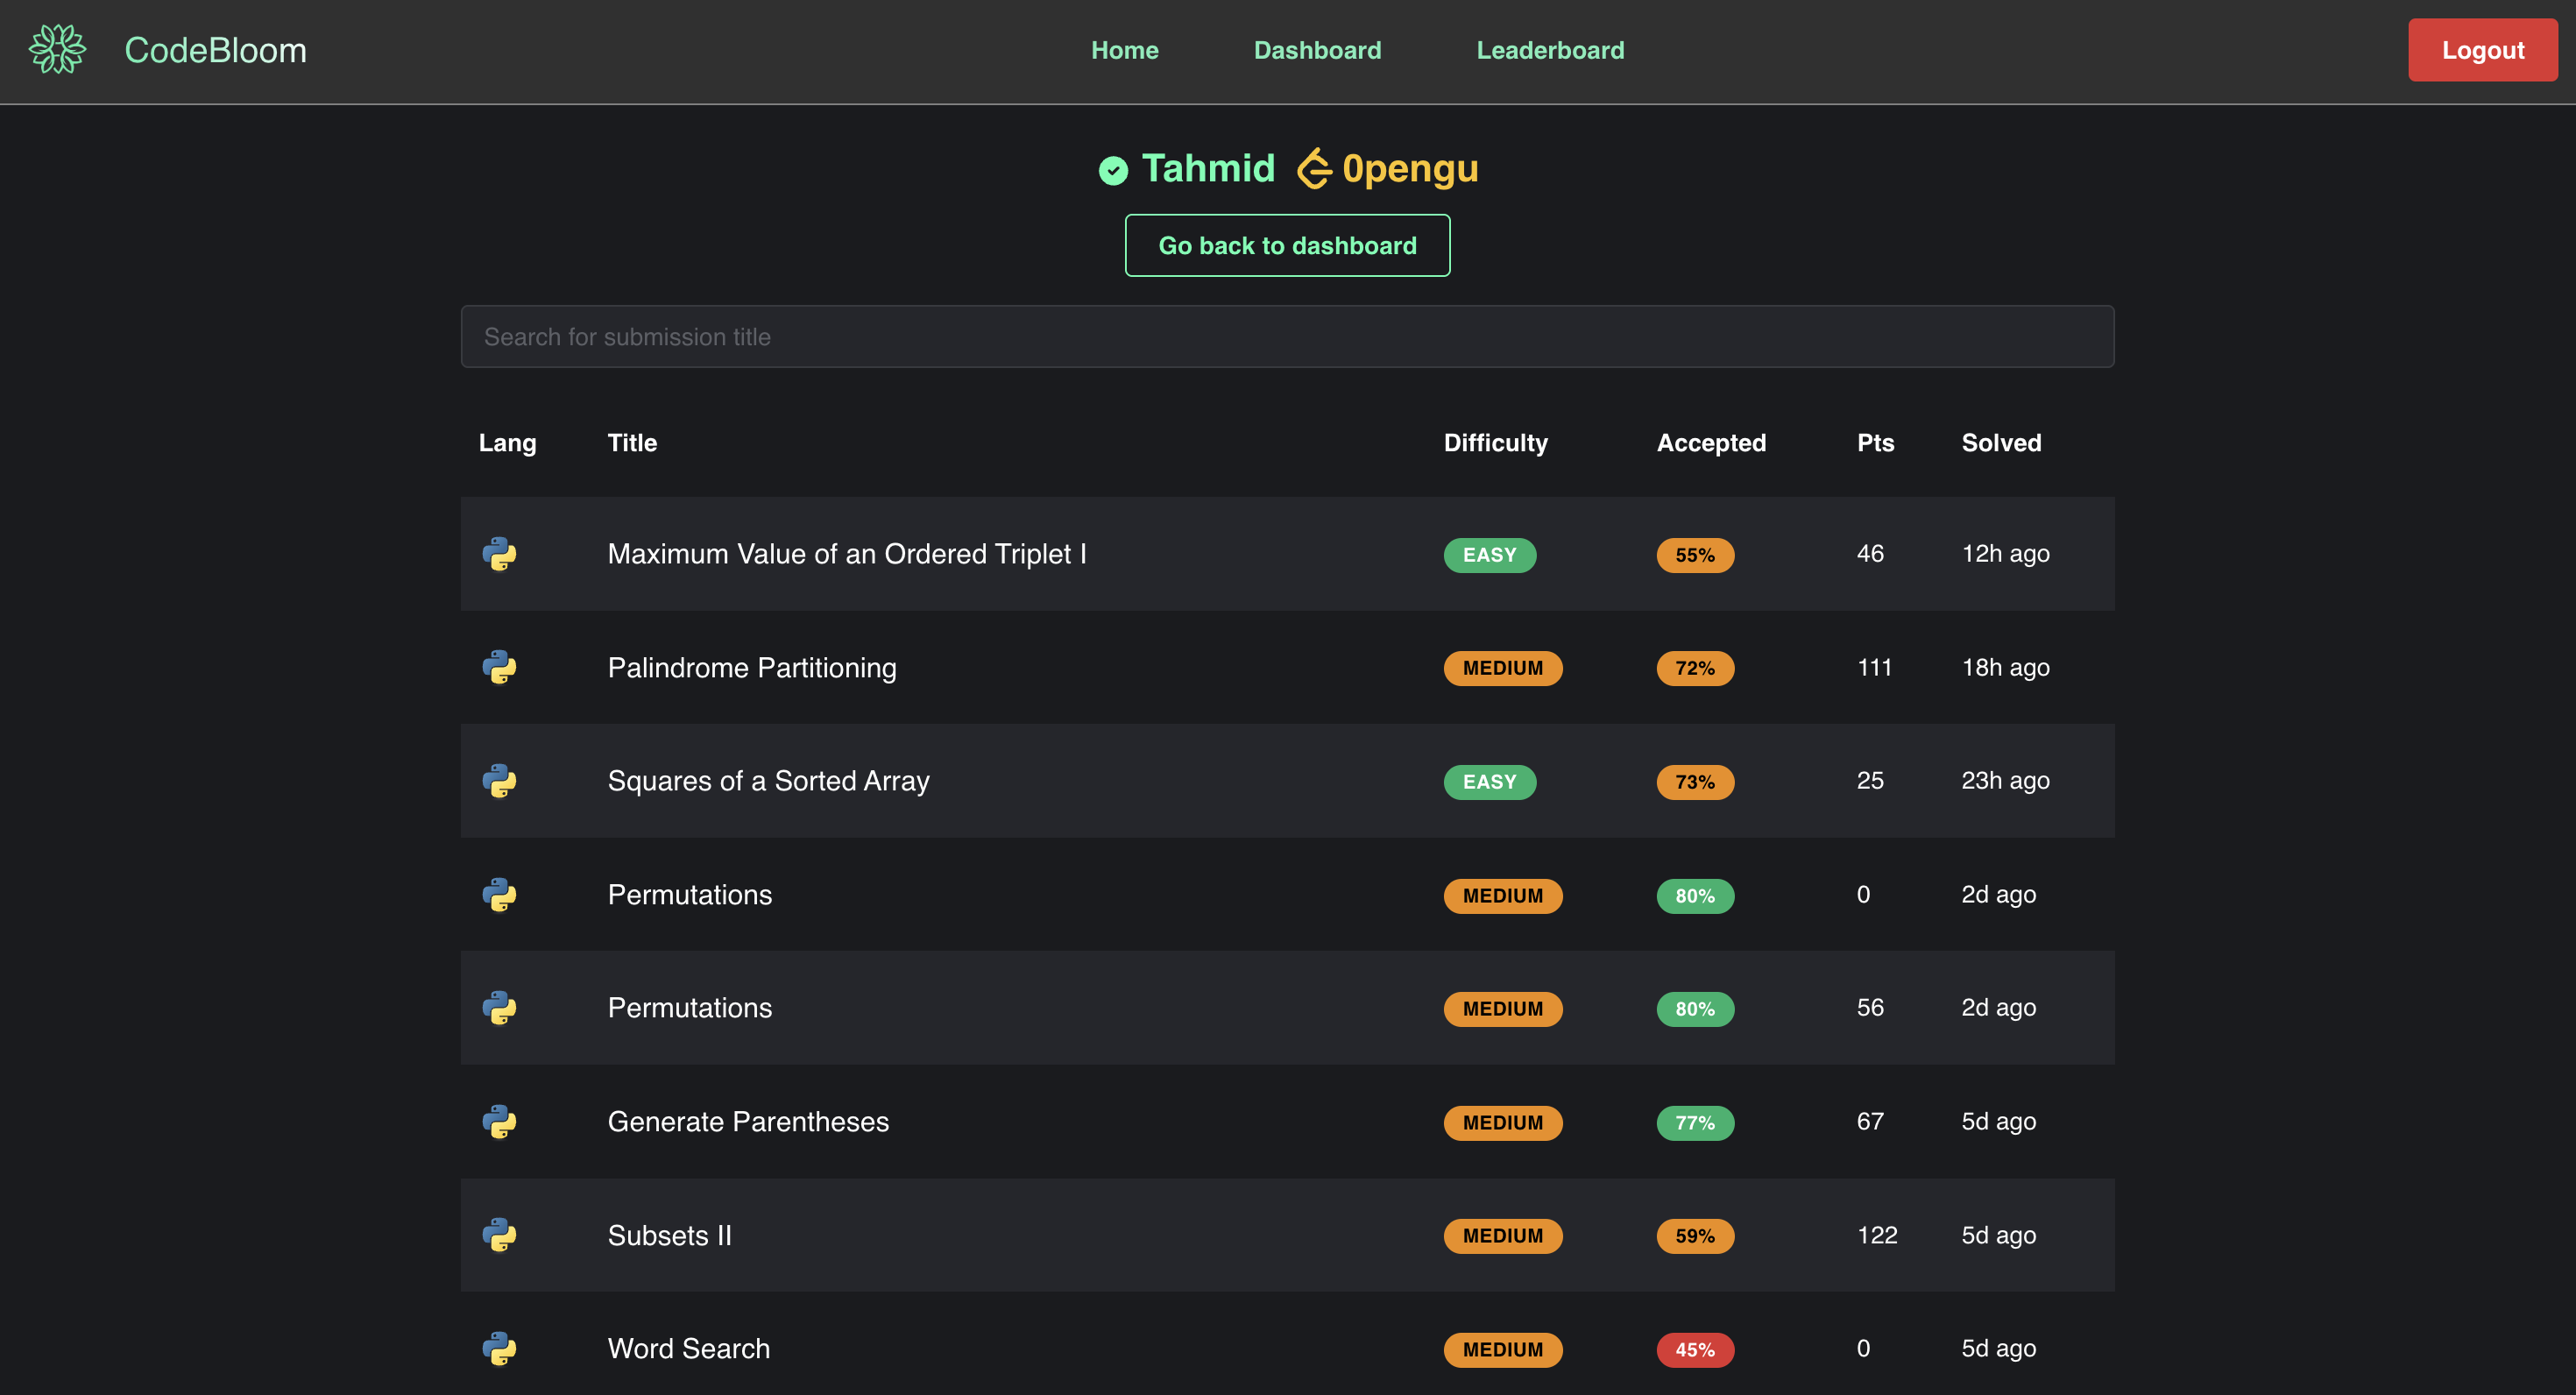 CodeBloom Home Dashboard Leaderboard Logout
Tahmid 0pengu
Go back to dashboard
Search for submission title
Lang Title Difficulty Accepted Pts Solved
Maximum Value of an Ordered Triplet I EASY 55% 46 12h ago
Palindrome Partitioning MEDIUM 72% 111 18h ago
Squares of a Sorted Array EASY 73% 25 23h ago
Permutations MEDIUM 80% 0 2d ago
Permutations MEDIUM 80% 56 2d ago
Generate Parentheses MEDIUM 77% 67 5d ago
Subsets II MEDIUM 59% 122 5d ago
Word Search MEDIUM 45% 0 5d ago